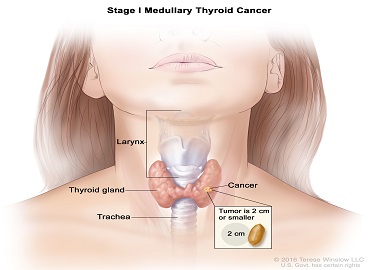 Stage I Medullary Thyroid Cancer
Larynx
Thyroid gland
Cancer
Trachea
Tumor is 2 cm
or smaller
2 cm
© 2016 Terese Winslow LLC
U.S. Govt. has certain rights